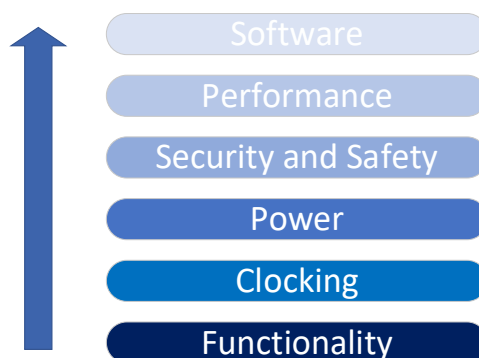 Software
Performance
Security and Safety
Power
Clocking
Functionality